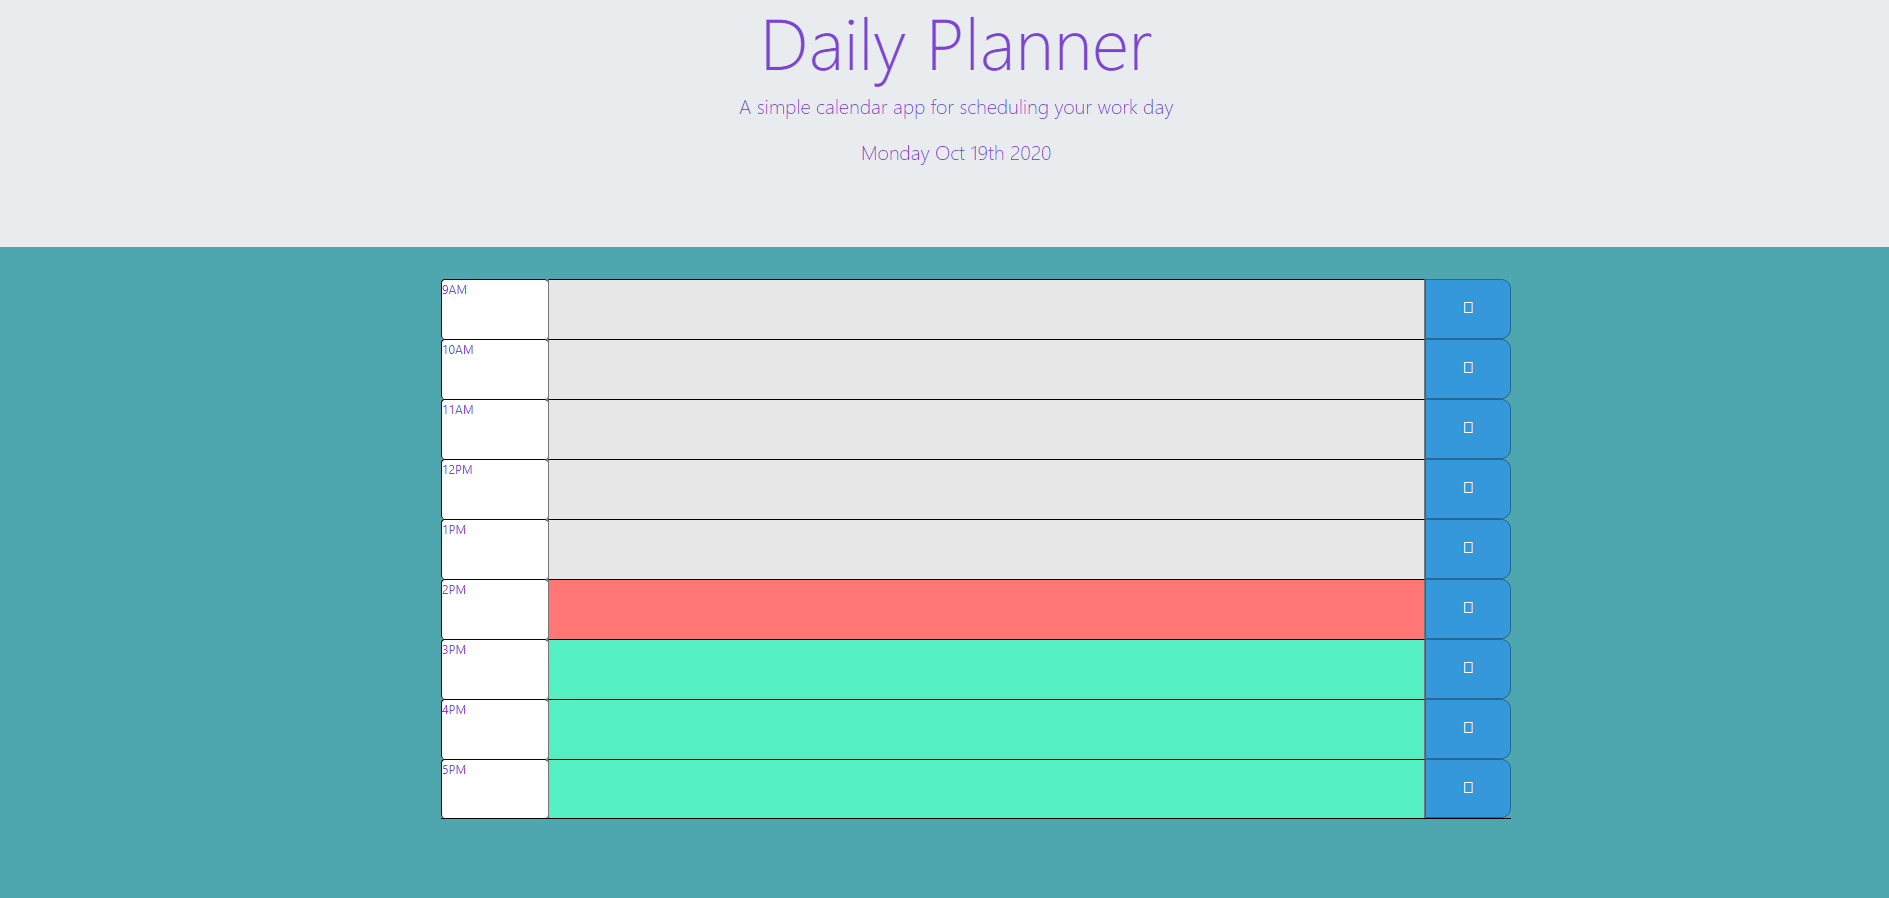 Daily Planner
A simple calendar app for scheduling your work day
Monday Oct 19th 2020
9AM
10AM
11AM
12PM
1PM
2PM
3PM
4PM
5PM